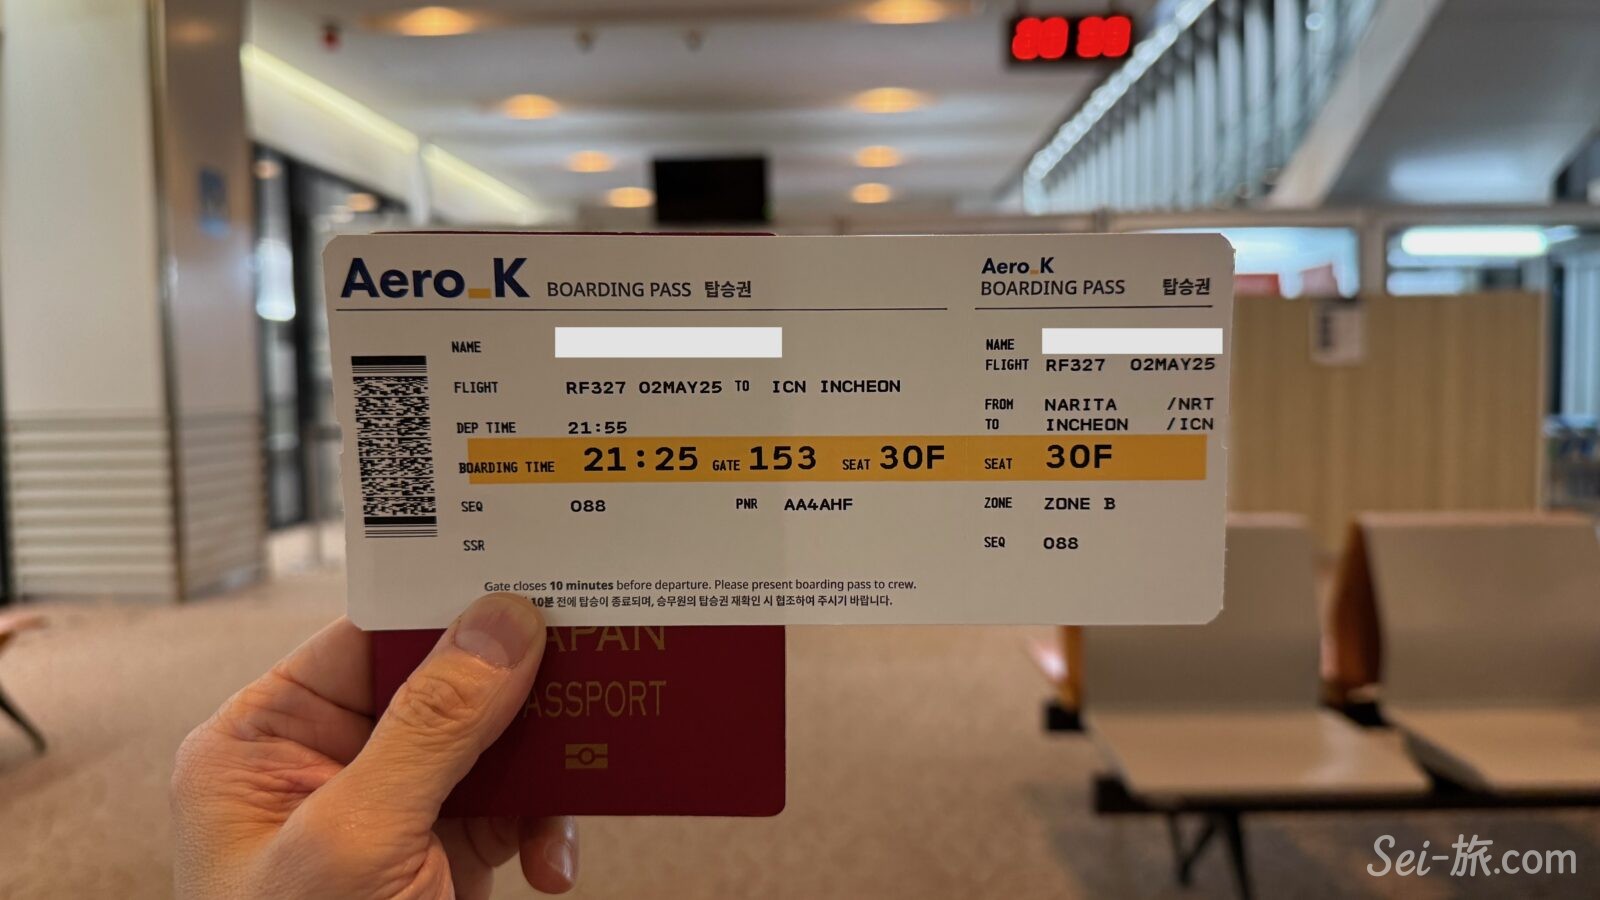 Aero_K BOARDING PASS 탑승권
NAME
FLIGHT RF327 02MAY25 TO ICN INCHEON
DEP TIME 21:55
BOARDING TIME 21:25 GATE 153 SEAT 30F
SEQ 088 PNR AA4AHF
SSR
Gate closes 10 minutes before departure. Please present boarding pass to crew.
10분 전에 탑승이 종료되며, 승무원의 탑승권 재확인 시 협조하여 주시기 바랍니다.
Aero_K
BOARDING PASS 탑승권
NAME
FLIGHT RF327 02MAY25
FROM NARITA /NRT
TO INCHEON /ICN
SEAT 30F
ZONE ZONE B
SEQ 088
JAPAN
PASSPORT
Sei-旅.com